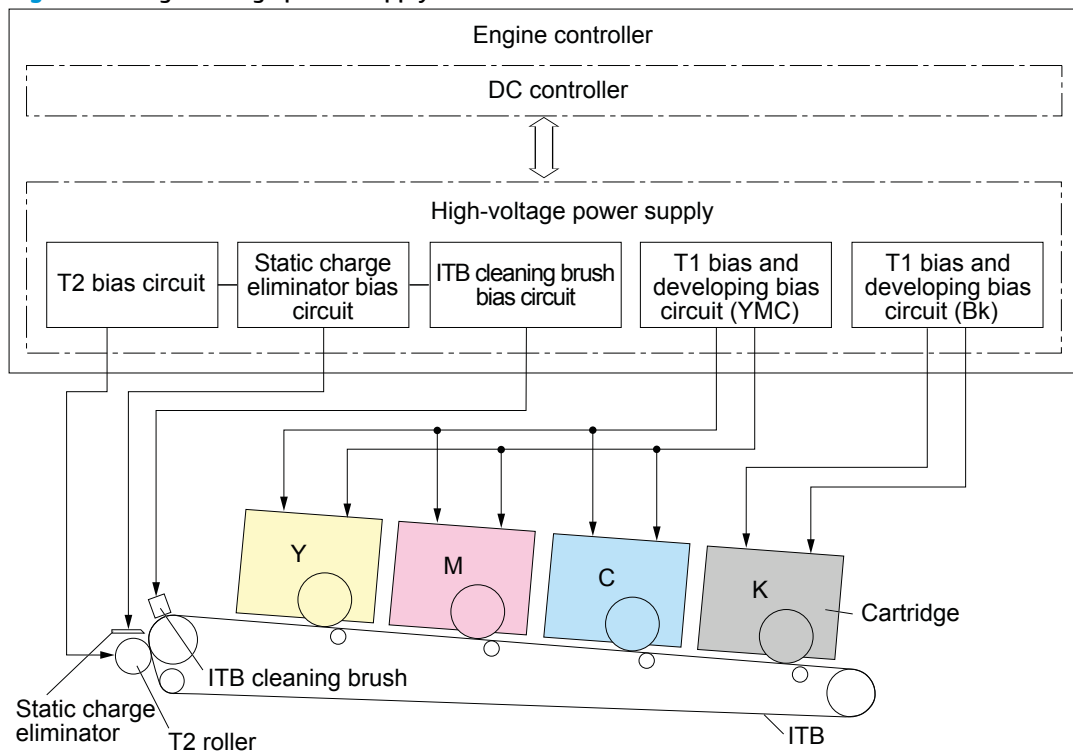 Engine controller
DC controller
High-voltage power supply
T2 bias circuit
Static charge
eliminator bias
circuit
ITB cleaning brush
bias circuit
T1 bias and
developing bias
circuit (YMC)
T1 bias and
developing bias
circuit (Bk)
Y
M
C
K
Cartridge
ITB cleaning brush
Static charge
eliminator
T2 roller
ITB